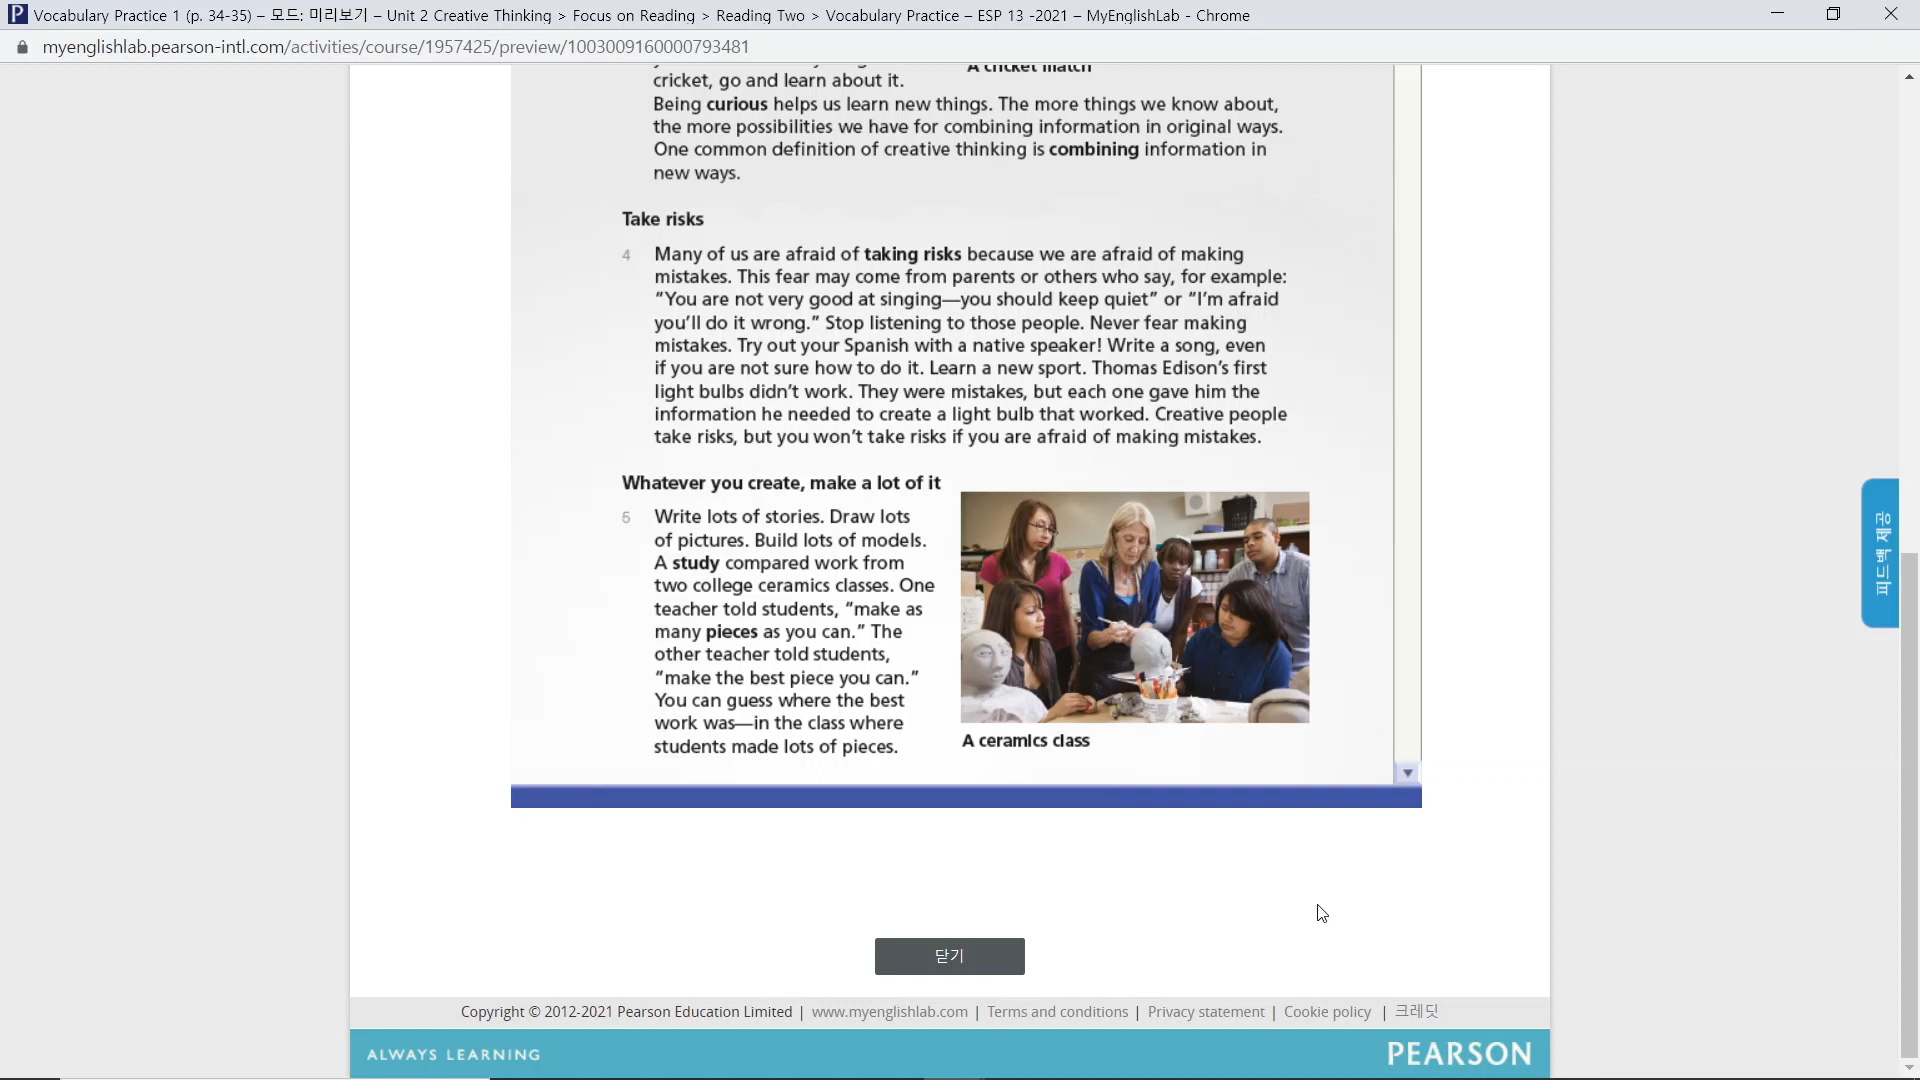 Vocabulary Practice 1 (p. 34-35) – 모드: 미리보기 – Unit 2 Creative Thinking > Focus on Reading > Reading Two > Vocabulary Practice – ESP 13 -2021 – MyEnglishLab - Chrome
myenglishlab.pearson-intl.com/activities/course/1957425/preview/1003009160000793481
A cricket match
cricket, go and learn about it.
Being curious helps us learn new things. The more things we know about,
the more possibilities we have for combining information in original ways.
One common definition of creative thinking is combining information in
new ways.
Take risks
4 Many of us are afraid of taking risks because we are afraid of making
mistakes. This fear may come from parents or others who say, for example:
“You are not very good at singing—you should keep quiet” or “I’m afraid
you’ll do it wrong.” Stop listening to those people. Never fear making
mistakes. Try out your Spanish with a native speaker! Write a song, even
if you are not sure how to do it. Learn a new sport. Thomas Edison’s first
light bulbs didn’t work. They were mistakes, but each one gave him the
information he needed to create a light bulb that worked. Creative people
take risks, but you won’t take risks if you are afraid of making mistakes.
Whatever you create, make a lot of it
5 Write lots of stories. Draw lots
of pictures. Build lots of models.
A study compared work from
two college ceramics classes. One
teacher told students, “make as
many pieces as you can.” The
other teacher told students,
“make the best piece you can.”
You can guess where the best
work was—in the class where
students made lots of pieces.
A ceramics class
피드백 제공
닫기
Copyright © 2012-2021 Pearson Education Limited | www.myenglishlab.com | Terms and conditions | Privacy statement | Cookie policy | 크레딧
ALWAYS LEARNING
PEARSON